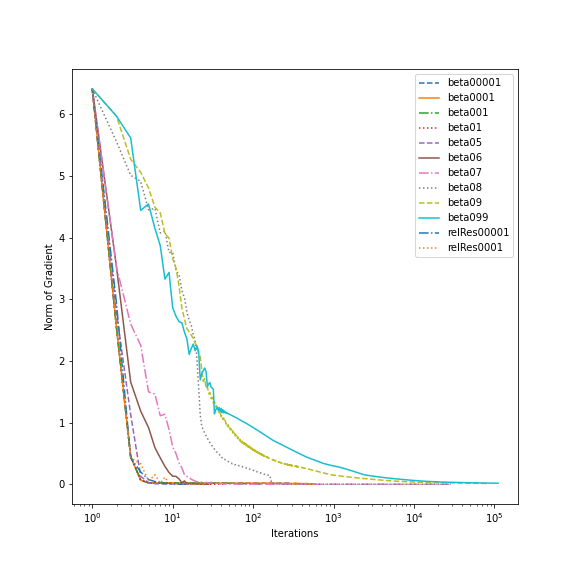 6
5
4
3
2
1
0
Norm of Gradient
10⁰
10¹
10²
10³
10⁴
10⁵
Iterations
beta00001
beta0001
beta001
beta01
beta05
beta06
beta07
beta08
beta09
beta099
relRes00001
relRes0001